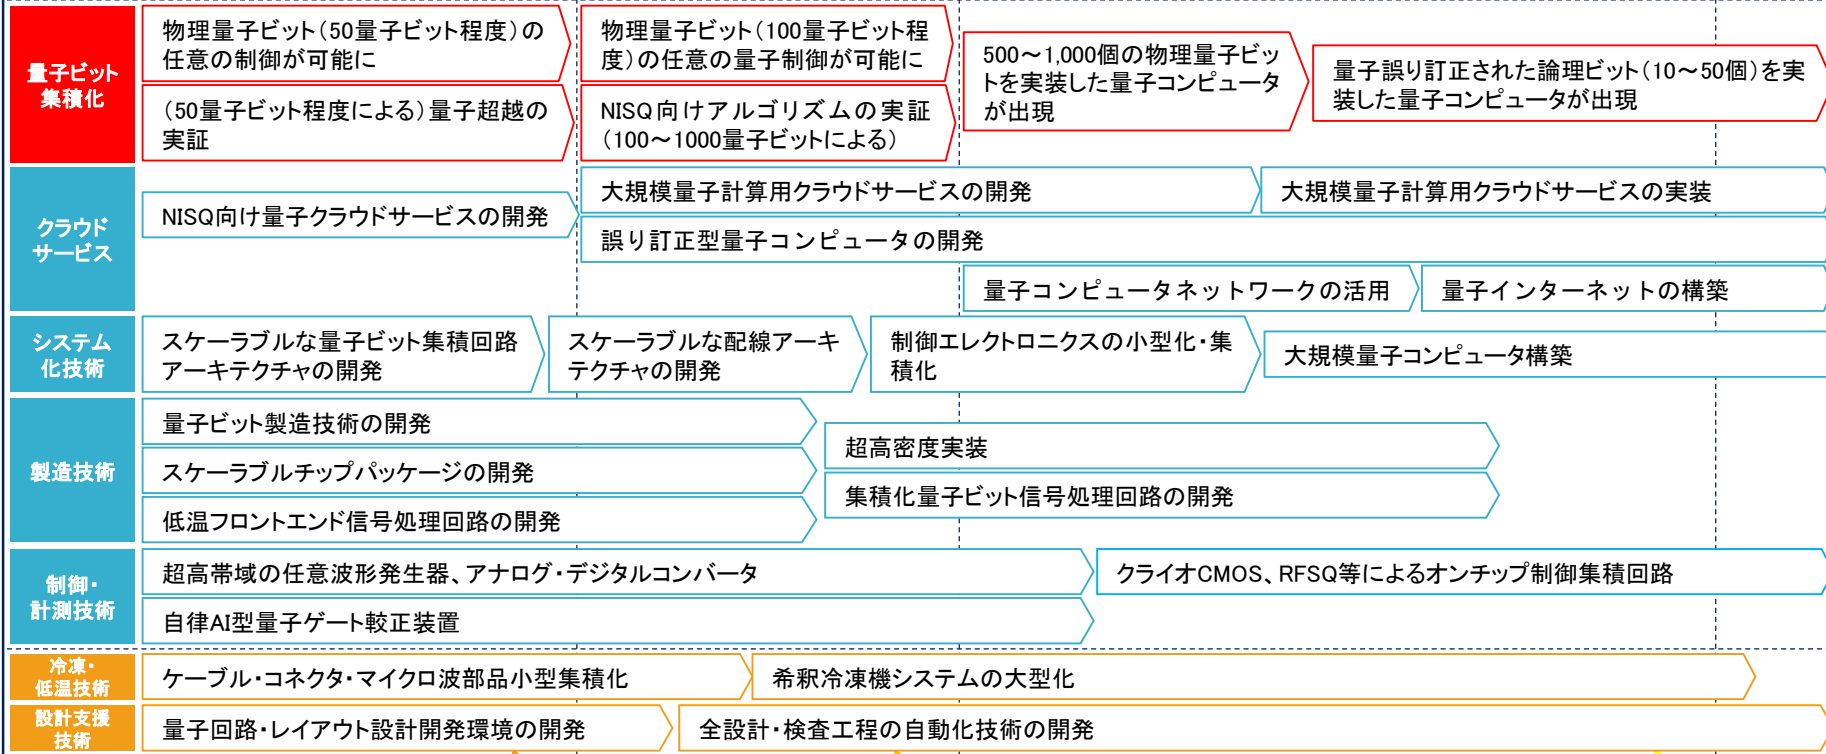 量子ビット
集積化
物理量子ビット（50量子ビット程度）の
任意の制御が可能に
（50量子ビット程度による）量子超越の
実証
物理量子ビット（100量子ビット程
度）の任意の量子制御が可能に
NISQ向けアルゴリズムの実証
（100～1000量子ビットによる）
500～1,000個の物理量子ビッ
トを実装した量子コンピュータ
が出現
量子誤り訂正された論理ビット（10～50個）を実
装した量子コンピュータが出現
クラウド
サービス
NISQ向け量子クラウドサービスの開発
大規模量子計算用クラウドサービスの開発
大規模量子計算用クラウドサービスの実装
誤り訂正型量子コンピュータの開発
量子コンピュータネットワークの活用
量子インターネットの構築
システム
化技術
スケーラブルな量子ビット集積回路
アーキテクチャの開発
スケーラブルな配線アーキ
テクチャの開発
制御エレクトロニクスの小型化・集
積化
大規模量子コンピュータ構築
製造技術
量子ビット製造技術の開発
スケーラブルチップパッケージの開発
低温フロントエンド信号処理回路の開発
超高密度実装
集積化量子ビット信号処理回路の開発
制御・
計測技術
超高帯域の任意波形発生器、アナログ・デジタルコンバータ
自律AI型量子ゲート較正装置
クライオCMOS、RFSQ等によるオンチップ制御集積回路
冷凍・
低温技術
ケーブル・コネクタ・マイクロ波部品小型集積化
希釈冷凍機システムの大型化
設計支援
技術
量子回路・レイアウト設計開発環境の開発
全設計・検査工程の自動化技術の開発